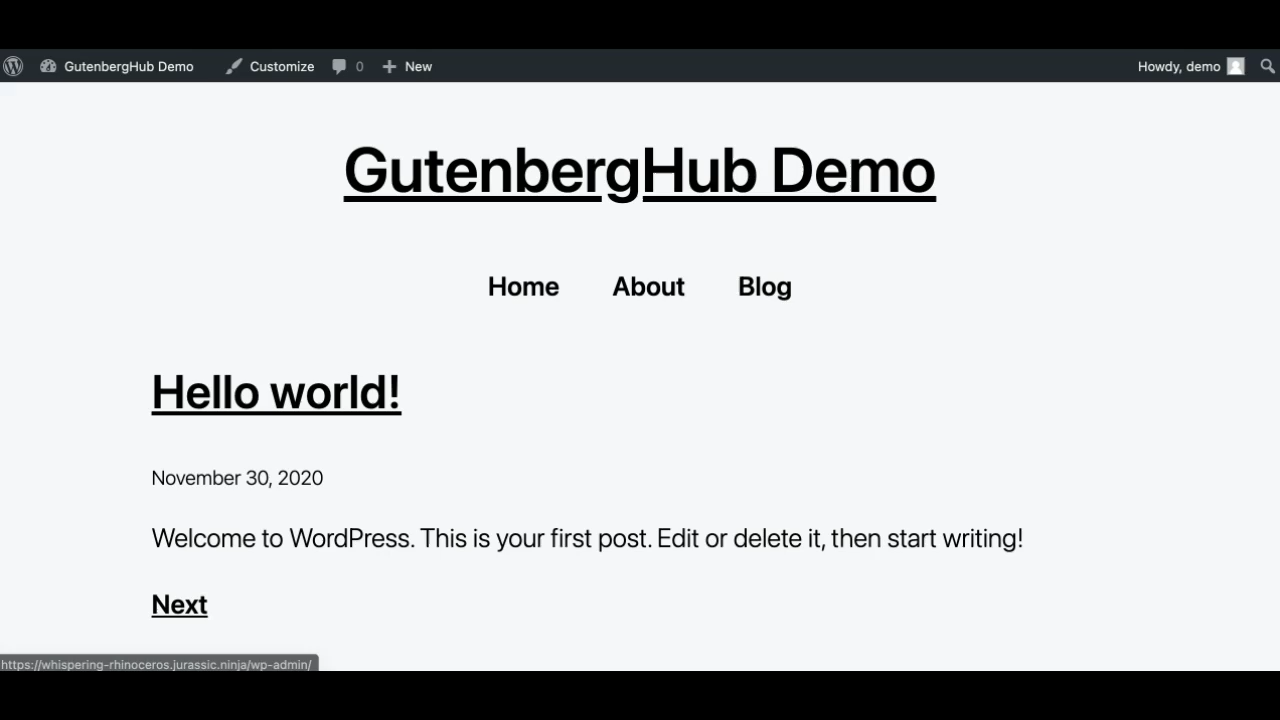 GutenbergHub Demo Customize 0 New Howdy, demo
GutenbergHub Demo
Home About Blog
Hello world!
November 30, 2020
Welcome to WordPress. This is your first post. Edit or delete it, then start writing!
Next
https://whispering-rhinoceros.jurassic.ninja/wp-admin/